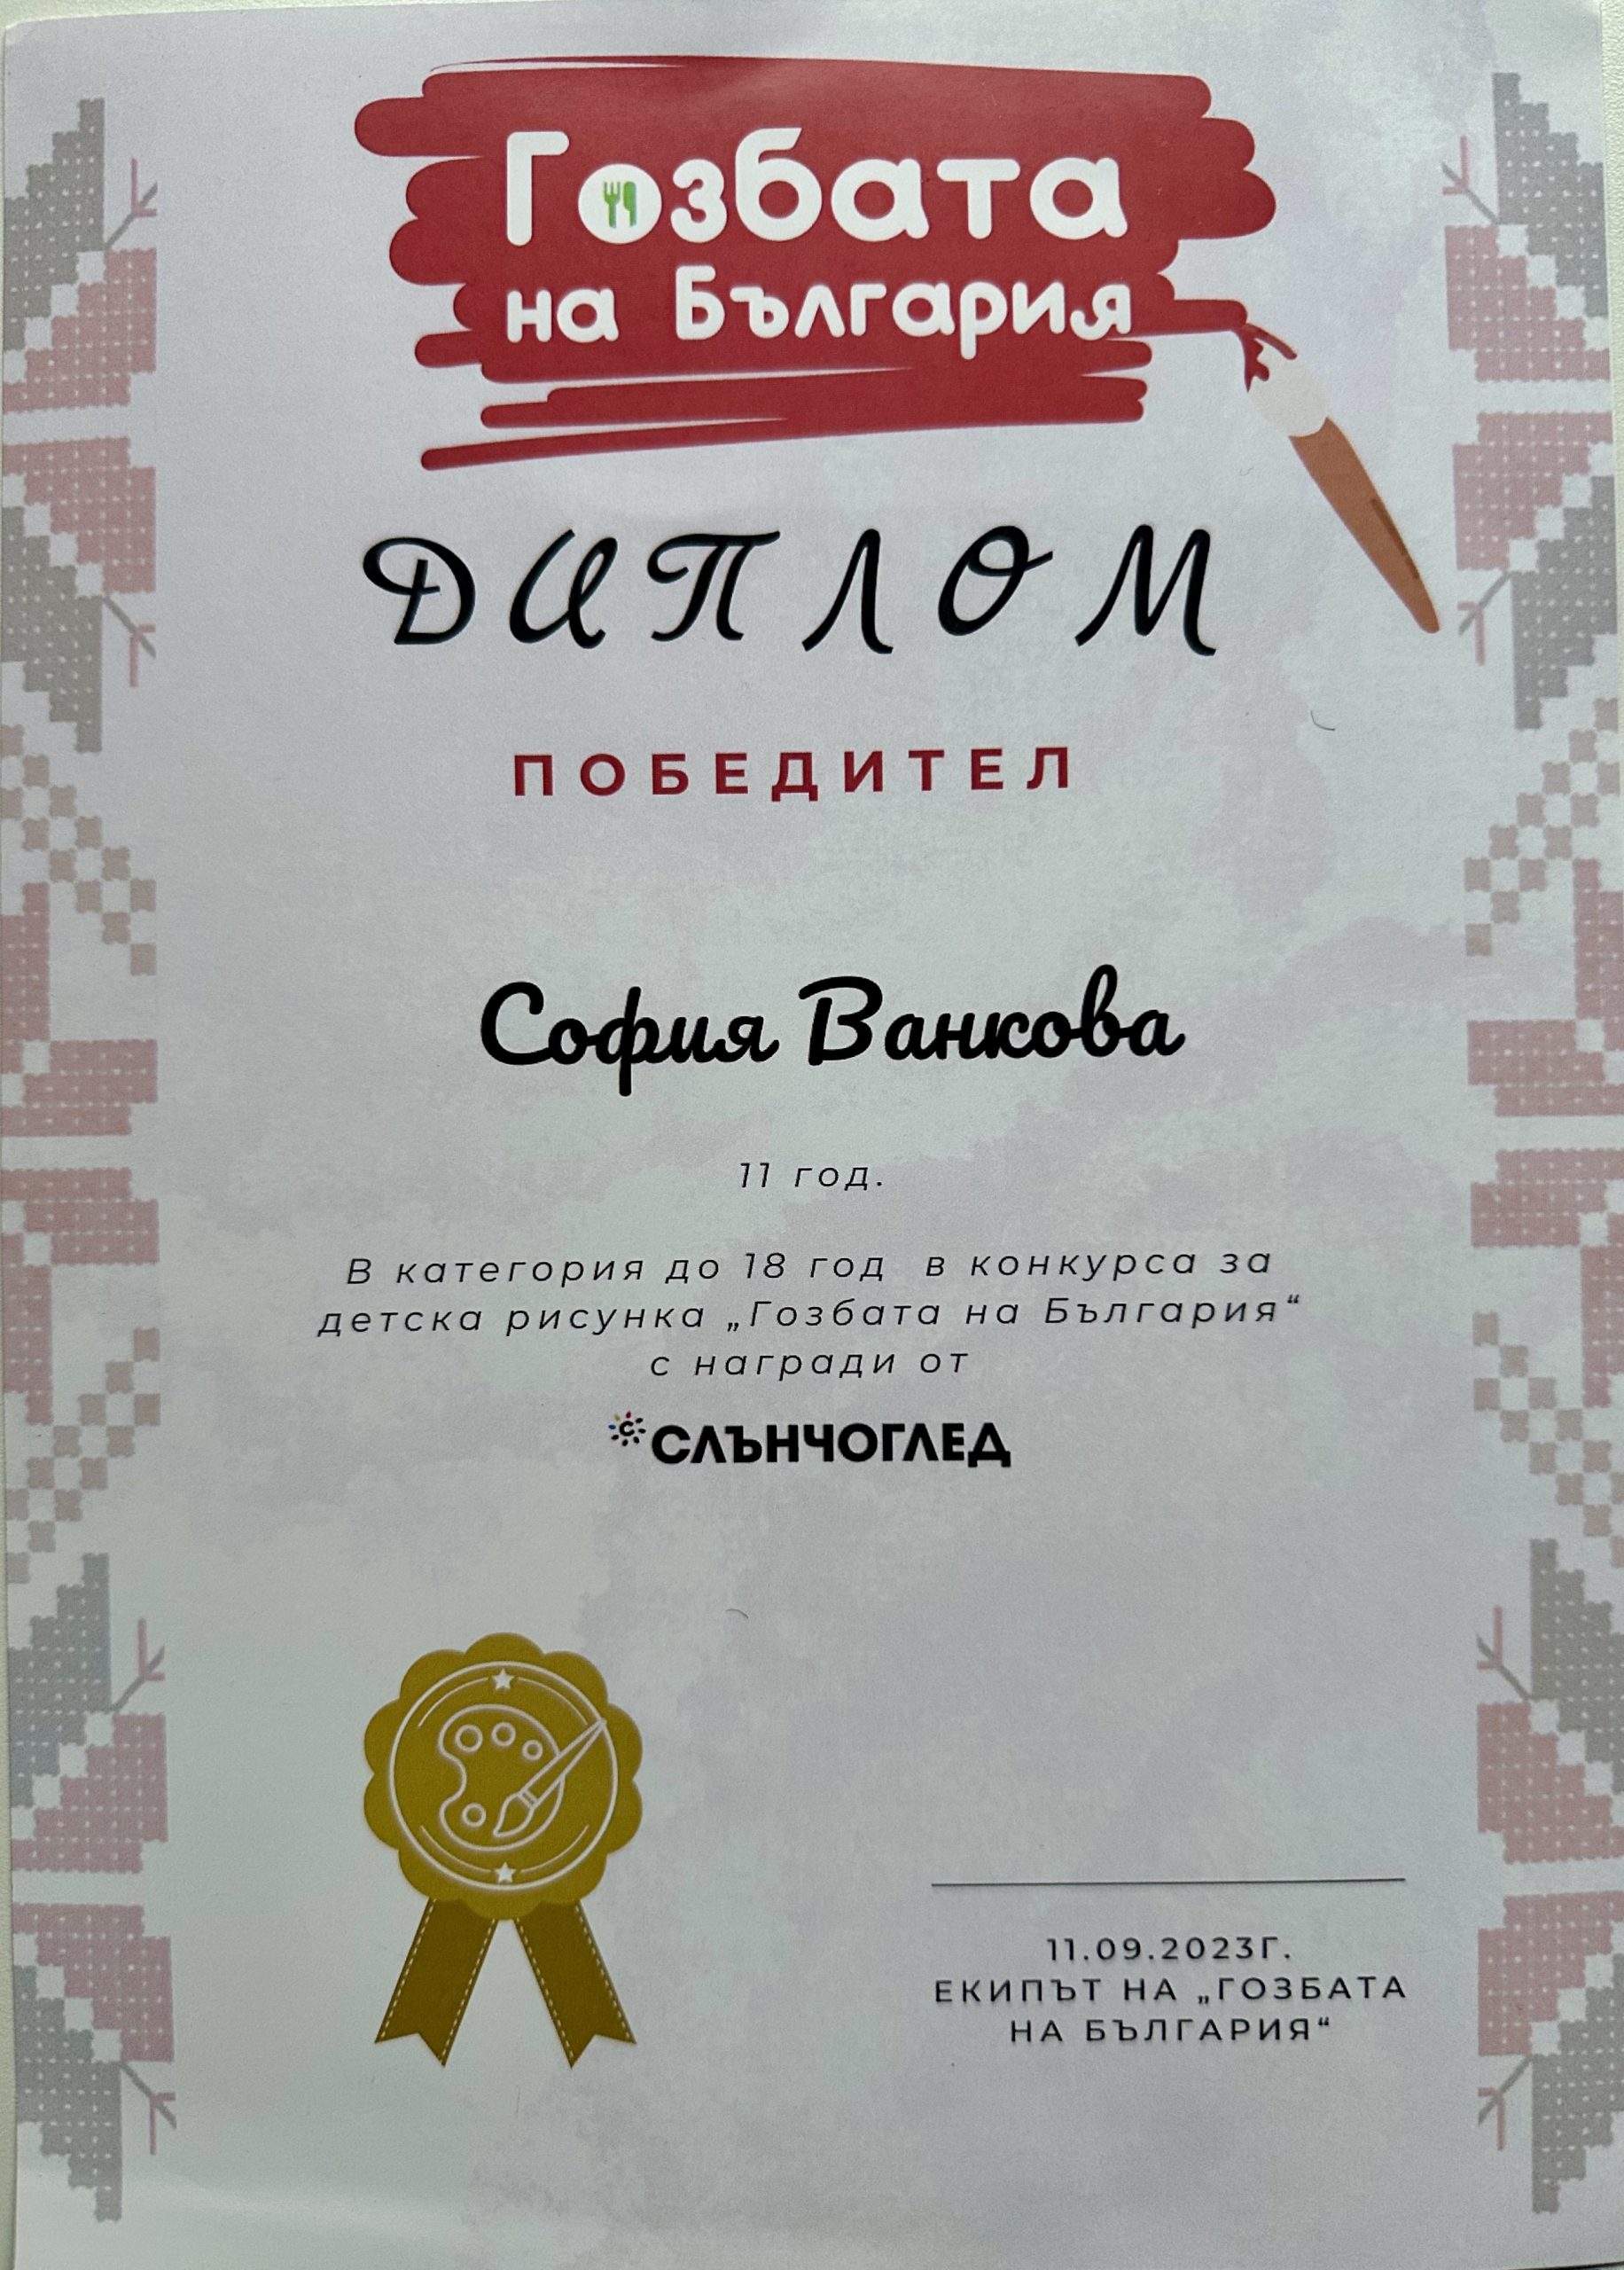 Гозбата
на България
ДИПЛОМ
ПОБЕДИТЕЛ
София Ванкова
11 год.
В категория до 18 год в конкурса за
детска рисунка „Гозбата на България“
с награди от
СЛЪНЧОГЛЕД
11.09.2023Г.
ЕКИПЪТ НА „ГОЗБАТА
НА БЪЛГАРИЯ“